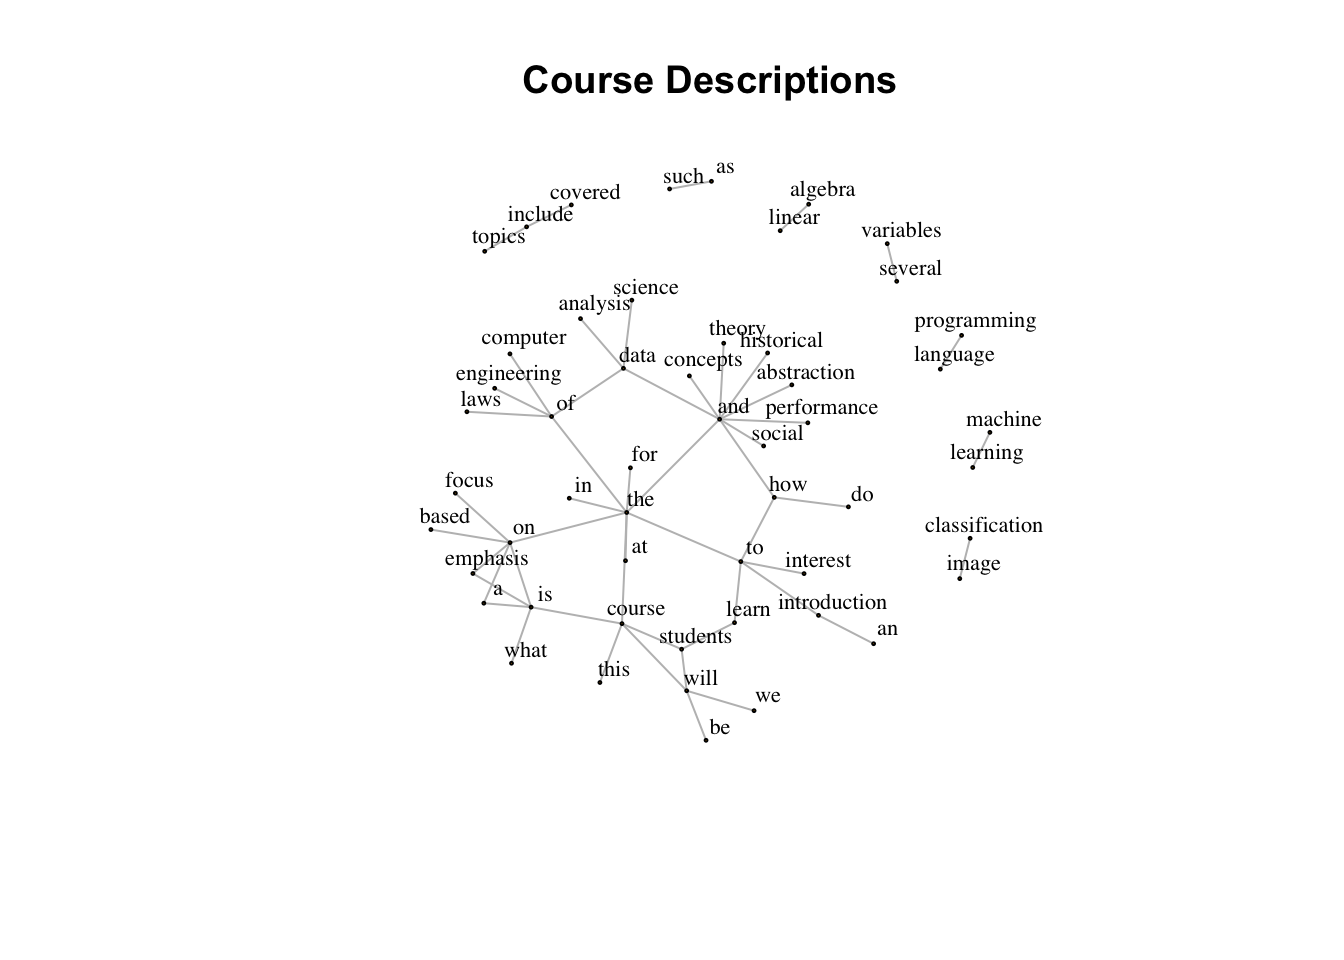 Course Descriptions
such as
covered
include
topics
algebra
linear
variables
several
science
analysis
computer
data
theory
historical
concepts
programming
language
engineering
abstraction
laws
of
and
performance
social
machine
learning
for
focus
in
the
how
do
based
on
classification
at
to
emphasis
interest
image
a
is
course
learn
introduction
students
an
what
this
will
we
be